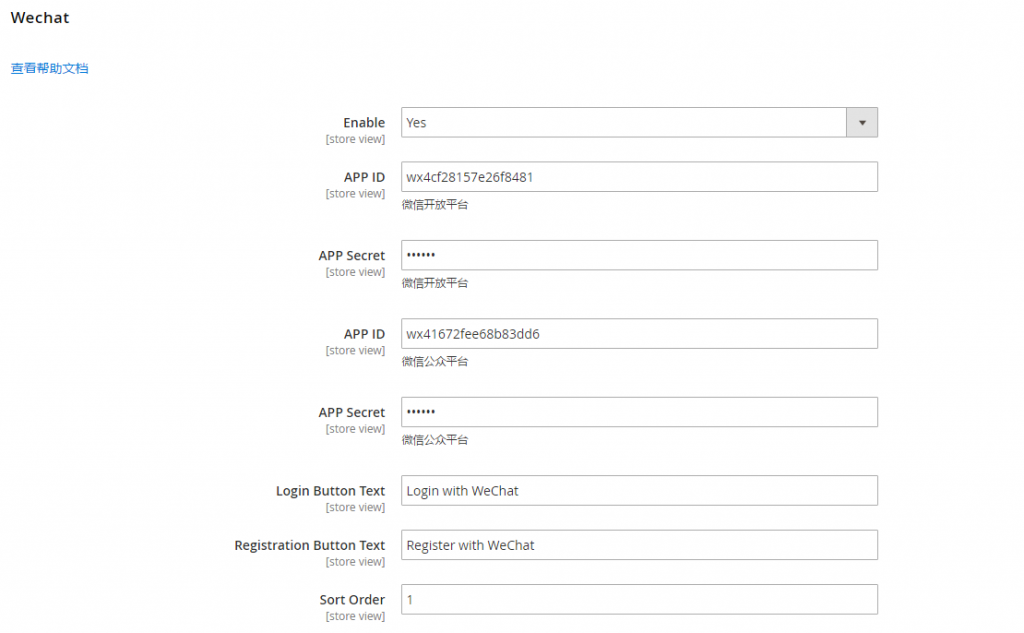 Wechat
查看帮助文档
Enable
Yes
[store view]
APP ID
wx4cf28157e26f8481
[store view]
微信开放平台
APP Secret
••••••
[store view]
微信开放平台
APP ID
wx41672fee68b83dd6
[store view]
微信公众平台
APP Secret
••••••
[store view]
微信公众平台
Login Button Text
Login with WeChat
[store view]
Registration Button Text
Register with WeChat
[store view]
Sort Order
1
[store view]